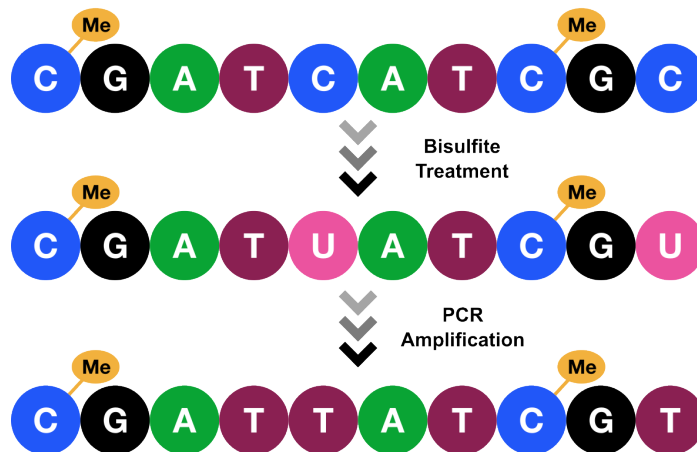 Me Me
C G A T C A T C G C
Bisulfite
Treatment
Me Me
C G A T U A T C G U
PCR
Amplification
Me Me
C G A T T A T C G T